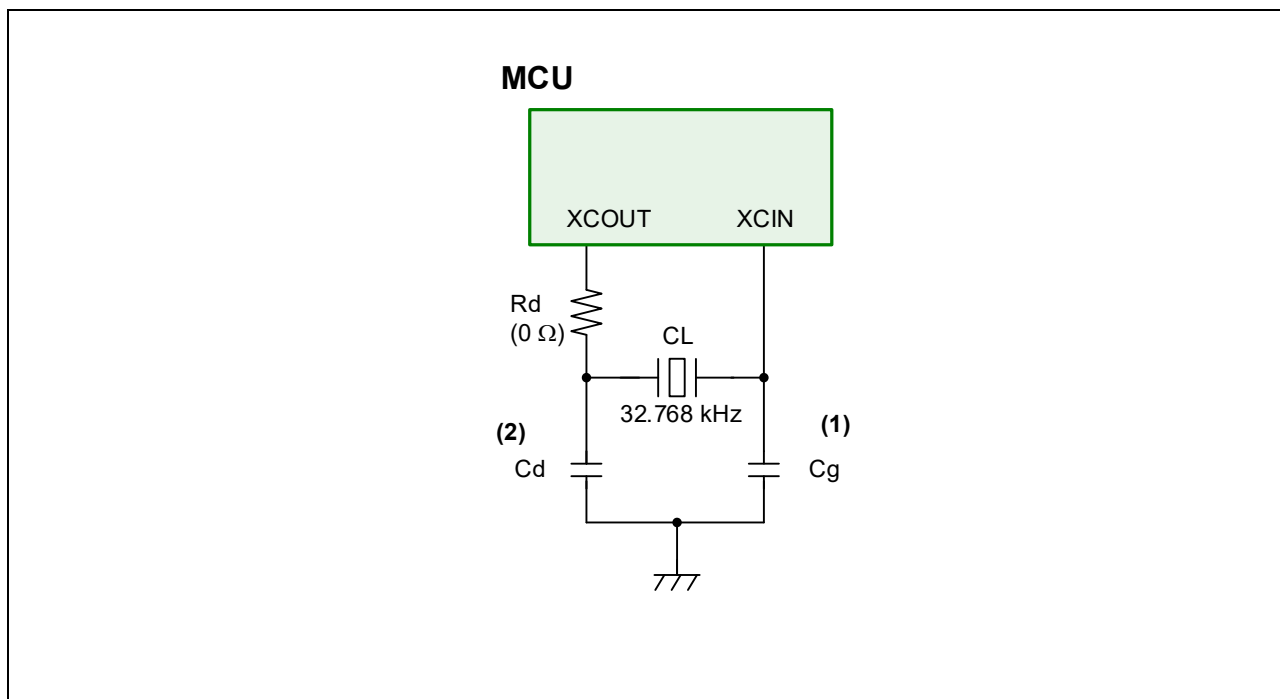 MCU
XCOUT
XCIN
Rd
(0 Ω)
CL
32.768 kHz
(2)
Cd
(1)
Cg